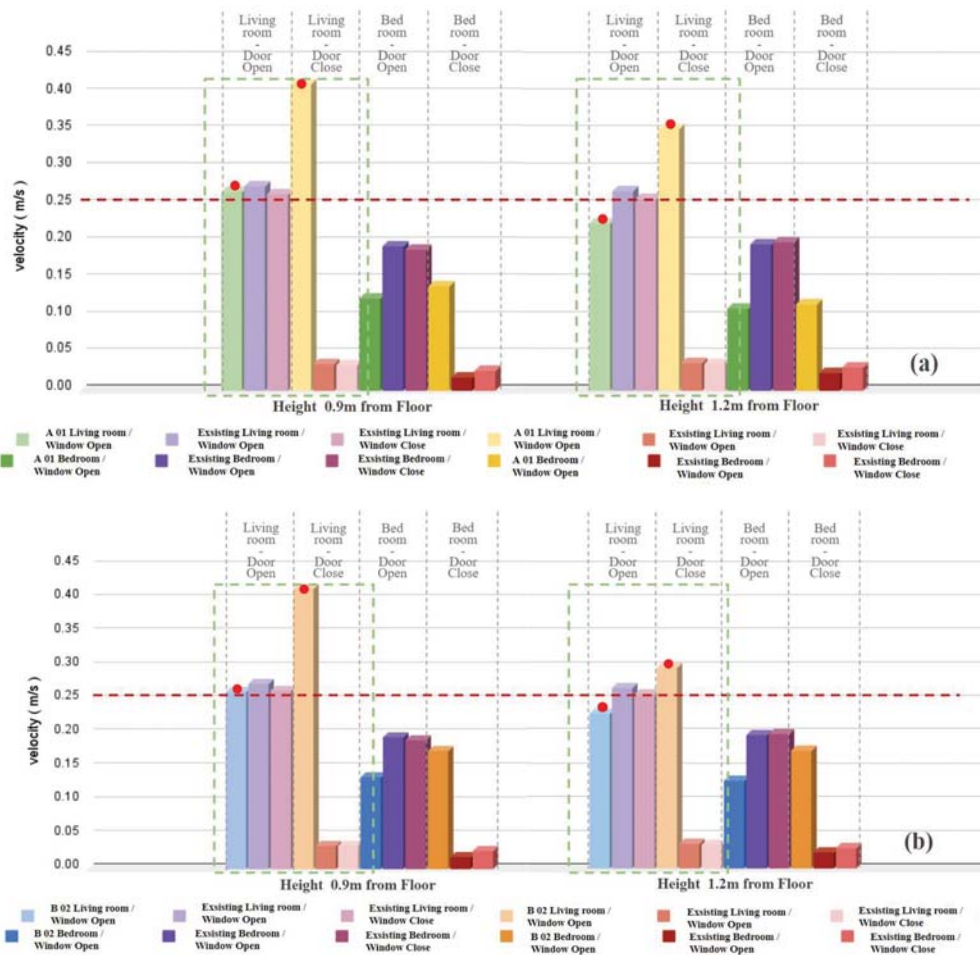 Living room - Door Open
Living room - Door Close
Bed room - Door Open
Bed room - Door Close
Living room - Door Open
Living room - Door Close
Bed room - Door Open
Bed room - Door Close
velocity ( m/s )
0.45
0.40
0.35
0.30
0.25
0.20
0.15
0.10
0.05
0.00
(a)
Height 0.9m from Floor
Height 1.2m from Floor
A 01 Living room / Window Open
Exsisting Living room / Window Open
Exsisting Living room / Window Close
A 01 Living room / Window Open
Exsisting Living room / Window Open
Exsisting Living room / Window Close
A 01 Bedroom / Window Open
Exsisting Bedroom / Window Open
Exsisting Bedroom / Window Close
A 01 Bedroom / Window Open
Exsisting Bedroom / Window Open
Exsisting Bedroom / Window Close
Living room - Door Open
Living room - Door Close
Bed room - Door Open
Bed room - Door Close
Living room - Door Open
Living room - Door Close
Bed room - Door Open
Bed room - Door Close
velocity ( m/s )
0.45
0.40
0.35
0.30
0.25
0.20
0.15
0.10
0.05
0.00
(b)
Height 0.9m from Floor
Height 1.2m from Floor
B 02 Living room / Window Open
Exsisting Living room / Window Open
Exsisting Living room / Window Close
B 02 Living room / Window Open
Exsisting Living room / Window Open
Exsisting Living room / Window Close
B 02 Bedroom / Window Open
Exsisting Bedroom / Window Open
Exsisting Bedroom / Window Close
B 02 Bedroom / Window Open
Exsisting Bedroom / Window Open
Exsisting Bedroom / Window Close